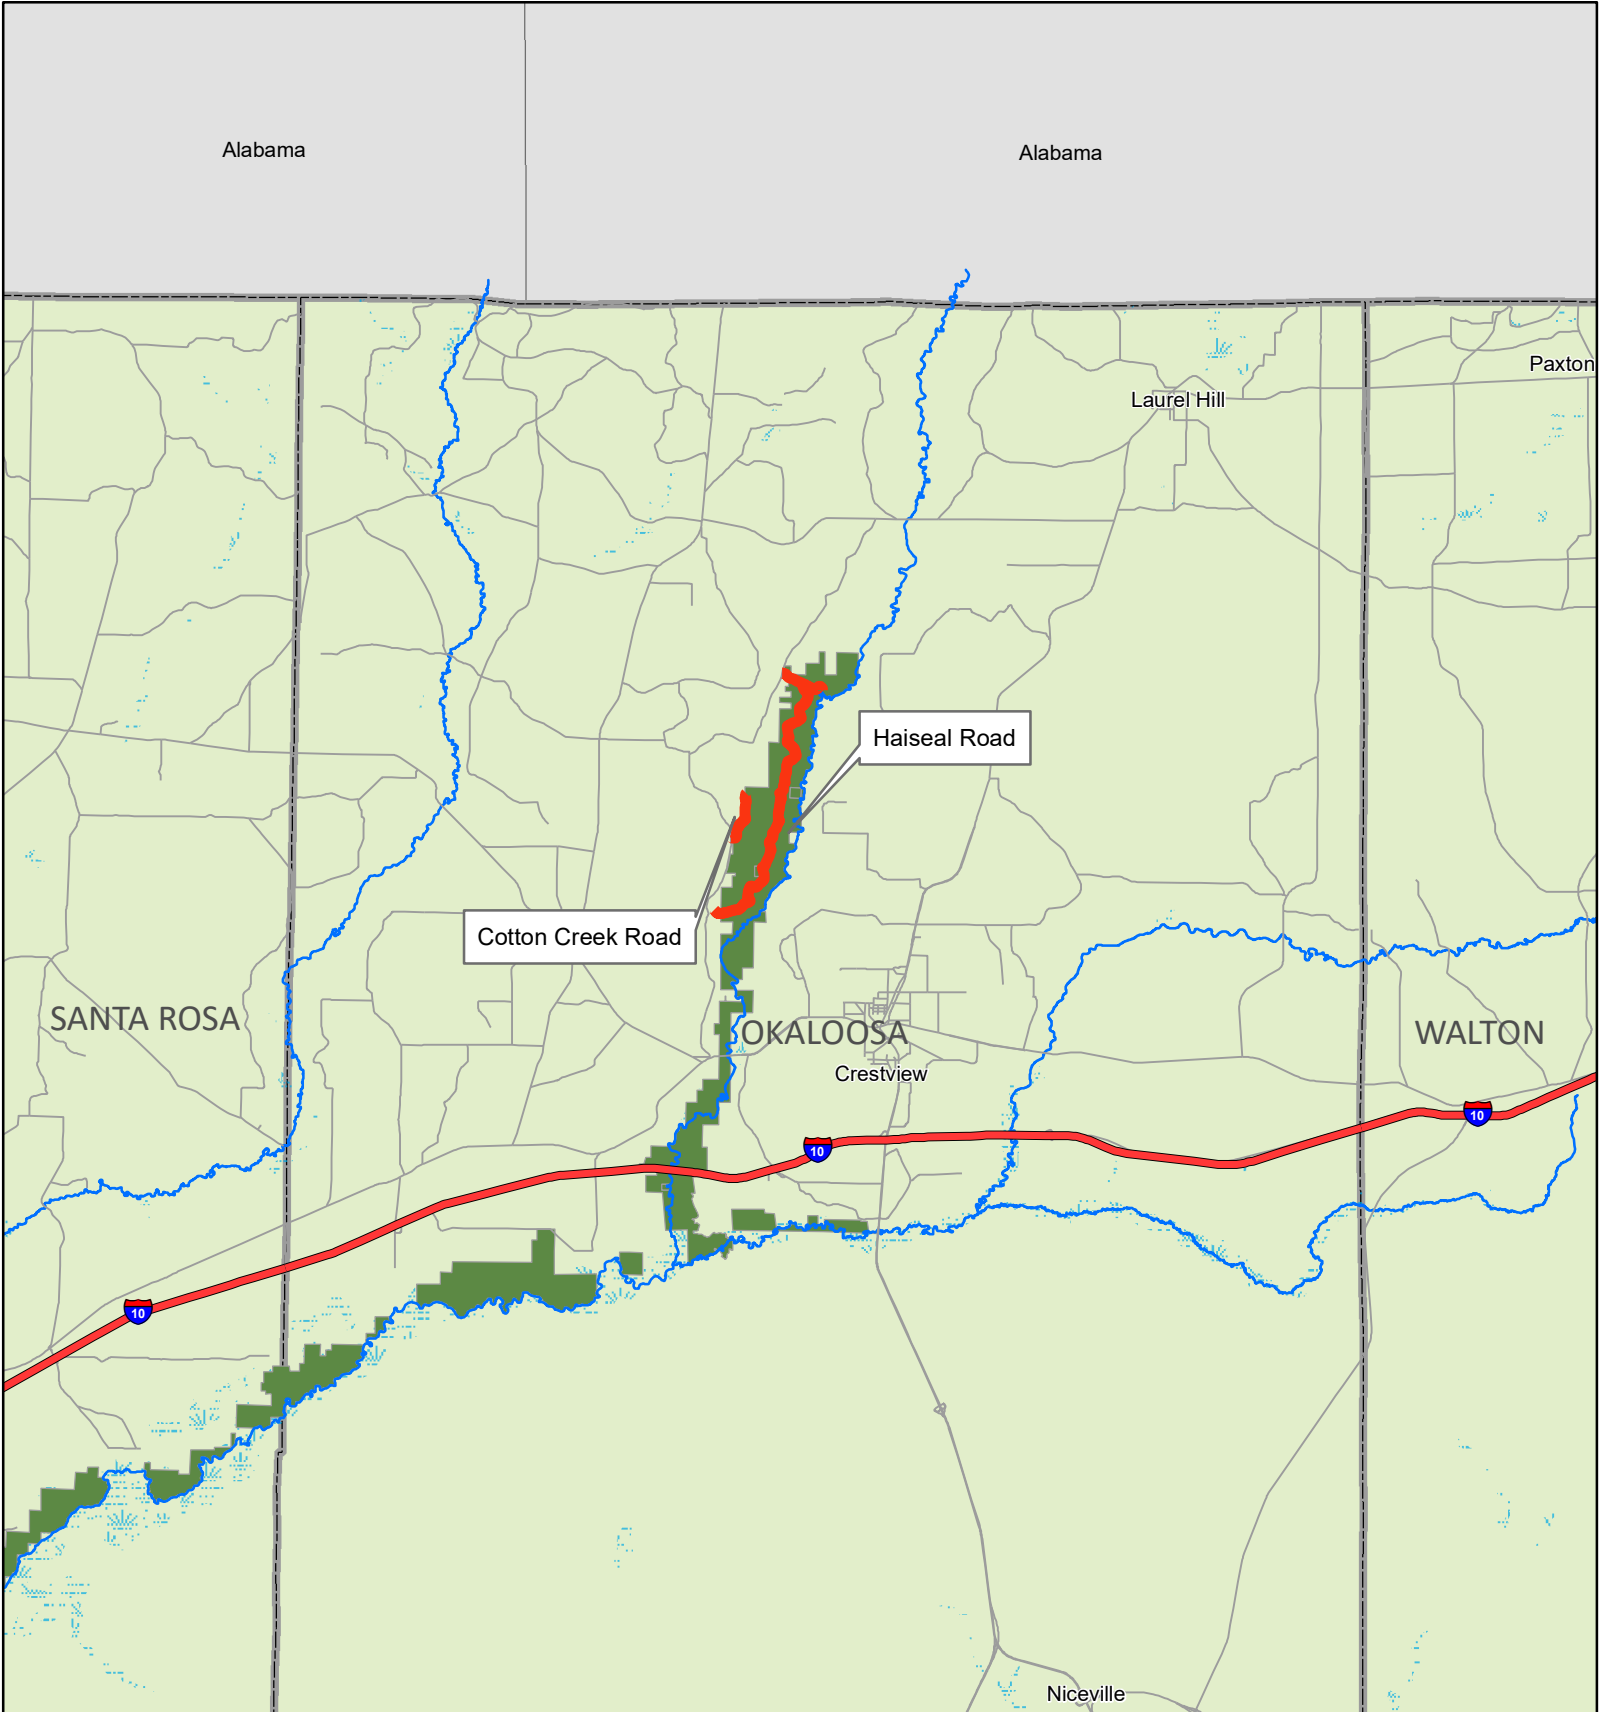 Alabama
Alabama
Paxton
Laurel Hill
Haiseal Road
Cotton Creek Road
SANTA ROSA
OKALOOSA
WALTON
Crestview
10
10
10
Niceville